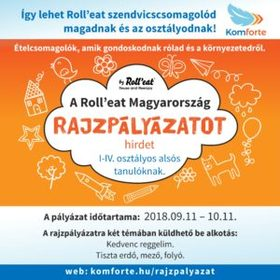 Így lehet Roll'eat szendvicscsomagolód
magadnak és az osztályodnak!
Komforte
Ételcsomagolók, amik gondoskodnak rólad és a környezetedről.
by Roll'eat
Reuse and Reenjoy
A Roll'eat Magyarország
RAJZPÁLYÁZATOT
hirdet
I-IV. osztályos alsós
tanulóknak.
A pályázat időtartama: 2018.09.11 – 10.11.
A rajzpályázatra két témában küldhető be alkotás:
Kedvenc reggelim.
Tiszta erdő, mező, folyó.
web: komforte.hu/rajzpalyazat